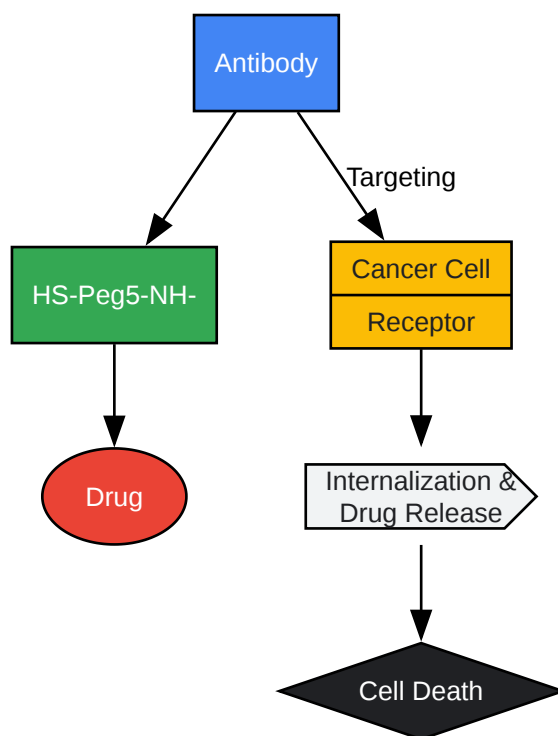 Antibody
Targeting
HS-Peg5-NH-
Cancer Cell
Receptor
Drug
Internalization &
Drug Release
Cell Death